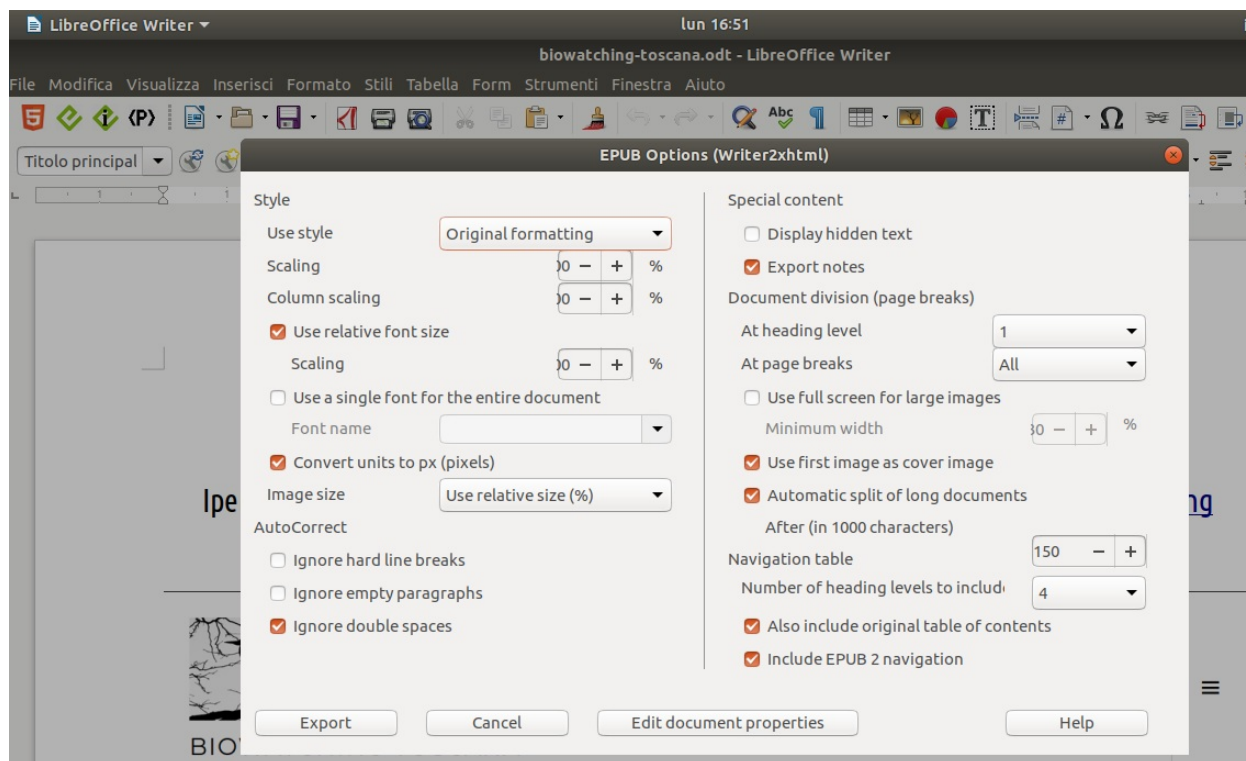 LibreOffice Writer
lun 16:51
biowatching-toscana.odt - LibreOffice Writer
File Modifica Visualizza Inserisci Formato Stili Tabella Form Strumenti Finestra Aiuto
Titolo principal
EPUB Options (Writer2xhtml)
Style
Use style Original formatting
Scaling %
Column scaling %
Use relative font size
Scaling %
Use a single font for the entire document
Font name
Convert units to px (pixels)
Image size Use relative size (%)
AutoCorrect
Ignore hard line breaks
Ignore empty paragraphs
Ignore double spaces
Special content
Display hidden text
Export notes
Document division (page breaks)
At heading level 1
At page breaks All
Use full screen for large images
Minimum width %
Use first image as cover image
Automatic split of long documents
After (in 1000 characters) 150
Navigation table
Number of heading levels to include 4
Also include original table of contents
Include EPUB 2 navigation
Export Cancel Edit document properties Help
Ipe
ng
BIO